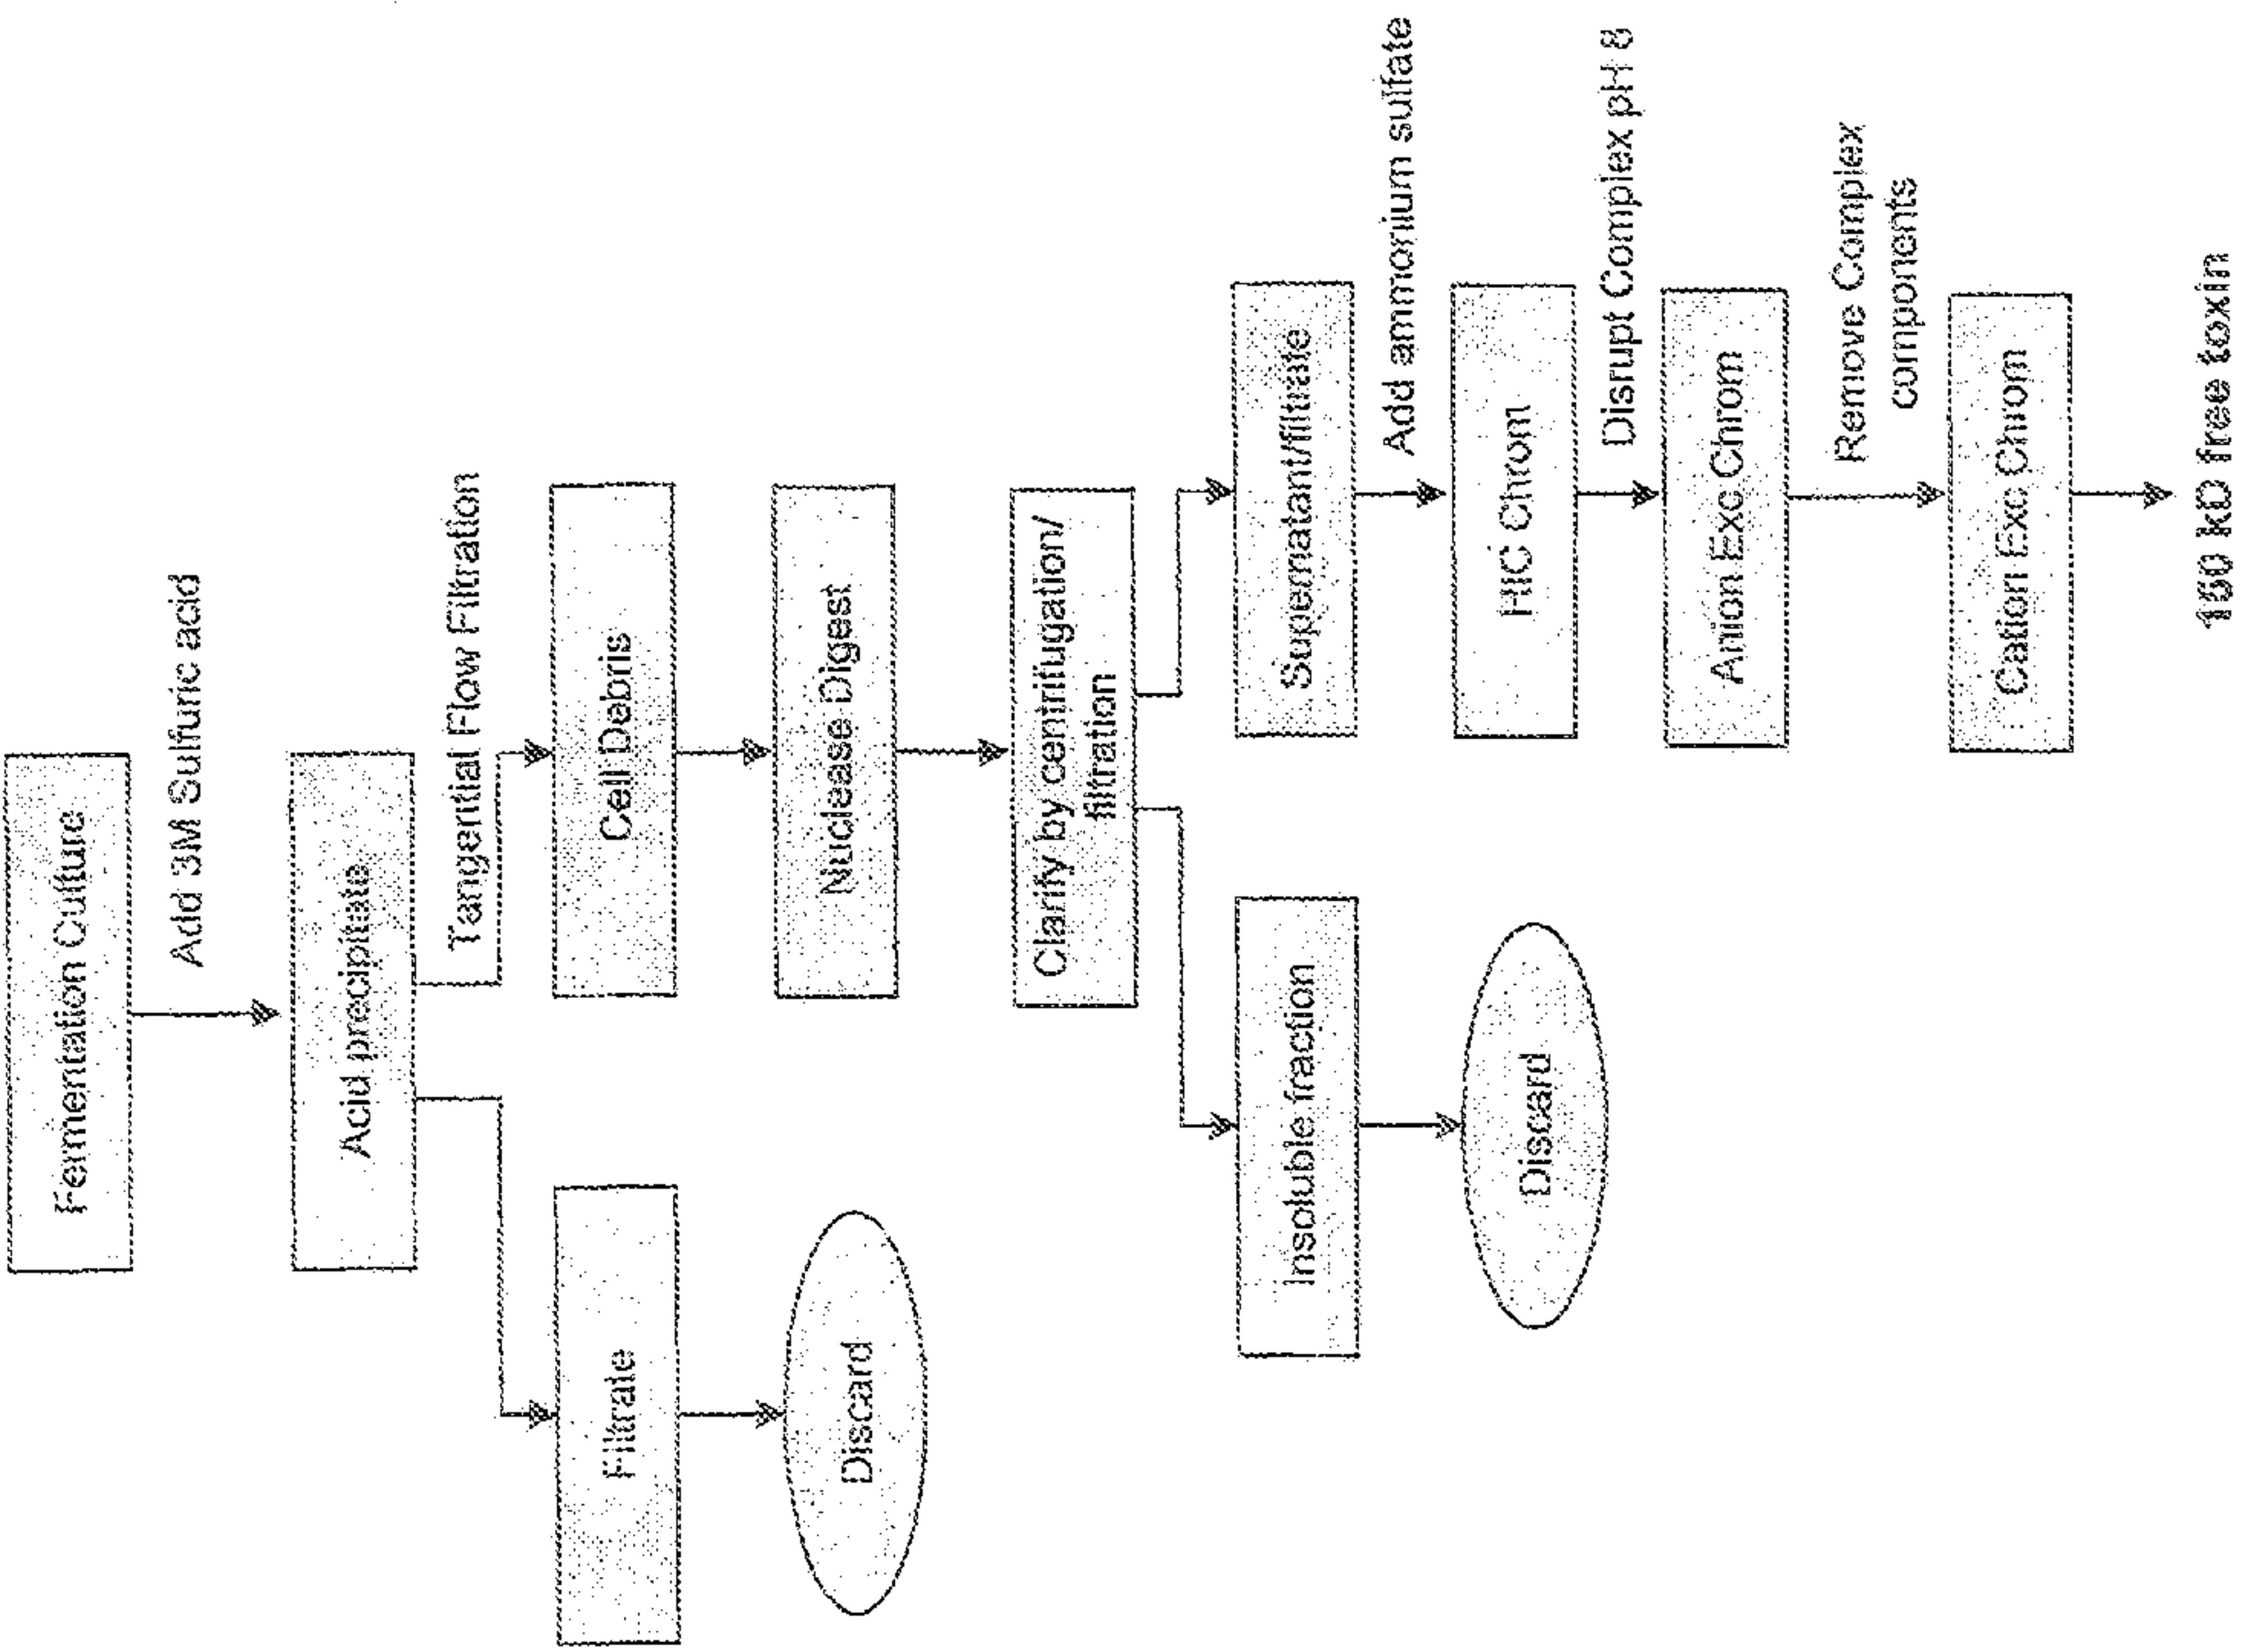 Fermentation Culture
Add 3M Sulfuric acid
Acid precipitate
Tangential Flow Filtration
Filtrate
Cell Debris
Discard
Nuclease Digest
Clarify by centrifugation/
filtration
Insoluble fraction
Supernatant/filtrate
Add ammonium sulfate
Discard
HIC Chrom
Disrupt Complex pH 8
Anion Exc Chrom
Remove Complex
components
Cation Exc Chrom
150 kD free toxin